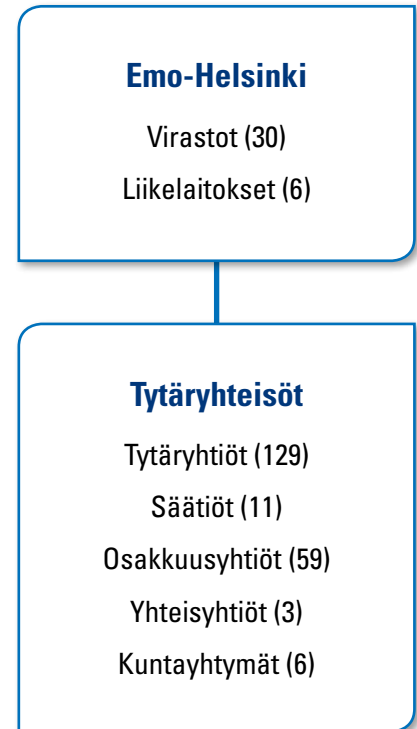 Emo-Helsinki
Virastot (30)
Liikelaitokset (6)
Tytäryhteisöt
Tytäryhtiöt (129)
Säätiöt (11)
Osakkuusyhtiöt (59)
Yhteisyhtiöt (3)
Kuntayhtymät (6)